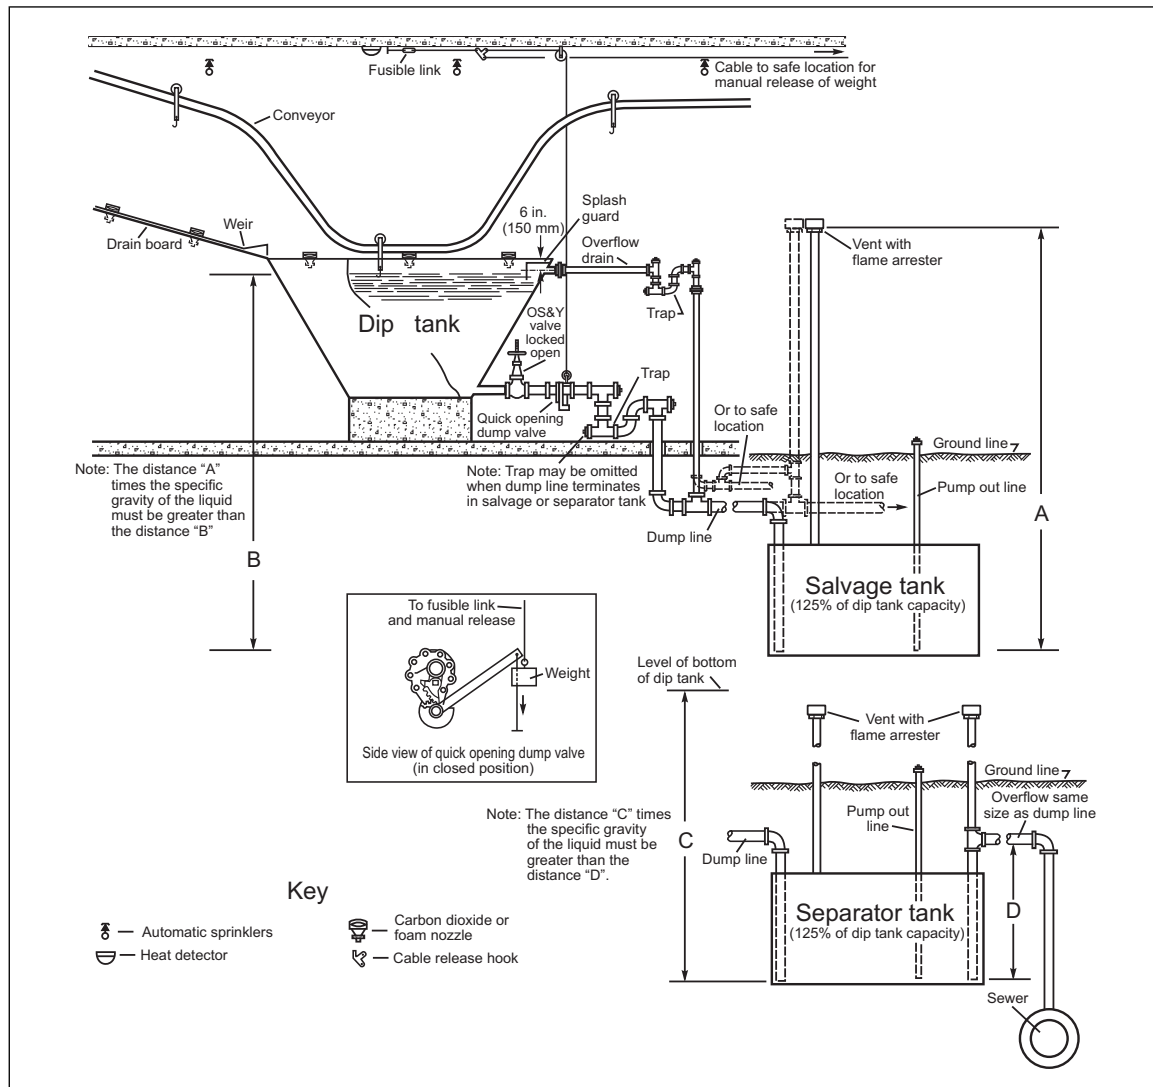 Fusible link
Cable to safe location for
manual release of weight
Conveyor
Splash
guard
6 in.
(150 mm)
Weir
Drain board
Overflow
drain
Vent with
flame arrester
Trap
OS&Y
valve
locked
open
Dip tank
Trap
Quick opening
dump valve
Or to safe
location
Ground line
Note: The distance “A”
times the specific
gravity of the liquid
must be greater than
the distance “B”
Note: Trap may be omitted
when dump line terminates
in salvage or separator tank
Or to safe
location
Pump out line
A
Dump line
B
Salvage tank
(125% of dip tank capacity)
To fusible link
and manual release
Weight
Side view of quick opening dump valve
(in closed position)
Level of bottom
of dip tank
Vent with
flame arrester
Ground line
Note: The distance “C” times
the specific gravity
of the liquid must be
greater than the
distance “D”.
C
Pump out
line
Overflow same
size as dump line
Dump line
Separator tank
(125% of dip tank capacity)
D
Sewer
Key
Automatic sprinklers
Heat detector
Carbon dioxide or
foam nozzle
Cable release hook